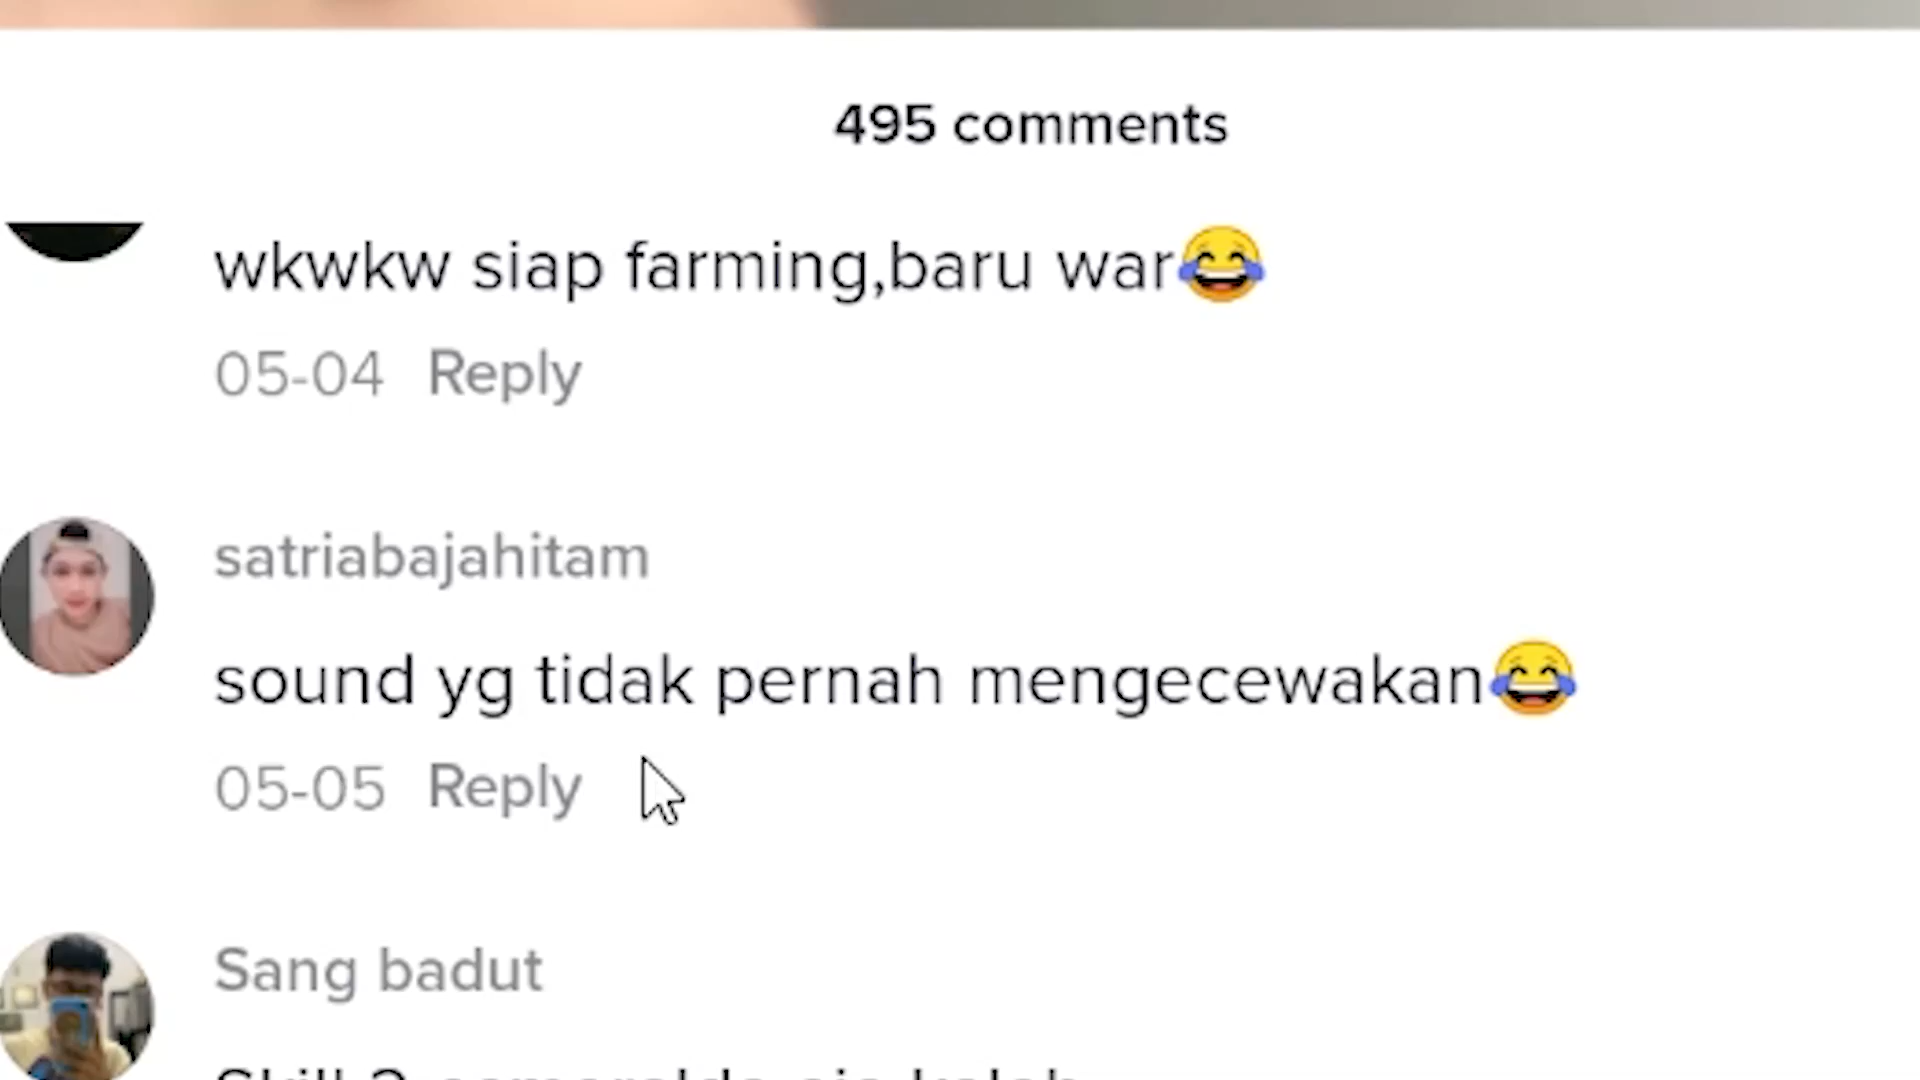 495 comments
wkwkw siap farming,baru war😂
05-04 Reply
satriabajahitam
sound yg tidak pernah mengecewakan😂
05-05 Reply
Sang badut